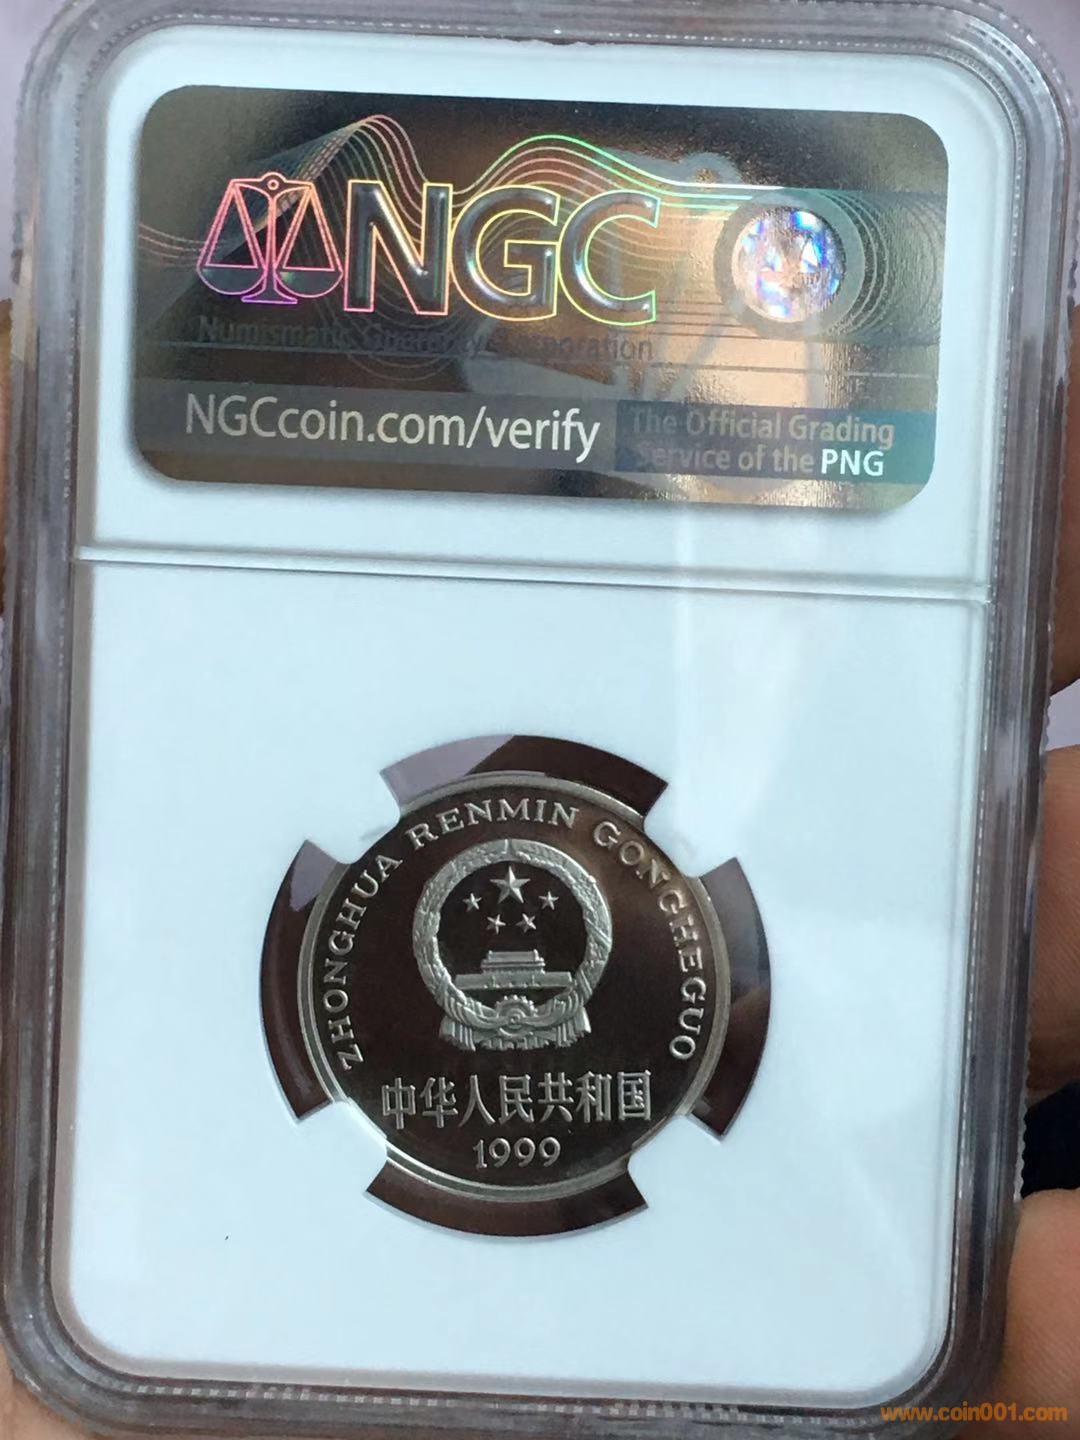 NGC
Numismatic Guaranty Corporation
NGCcoin.com/verify
The Official Grading
Service of the PNG
ZHONGHUA RENMIN GONGHEGUO
中华人民共和国
1999
www.coin001.com